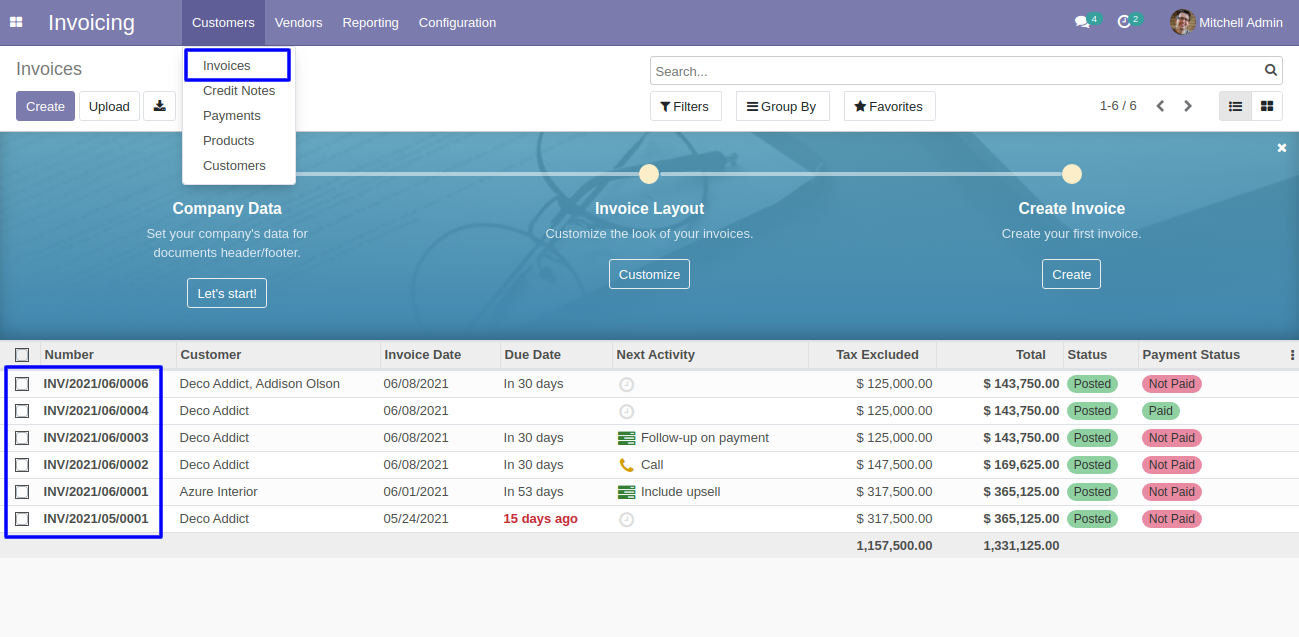 Invoicing Customers Vendors Reporting Configuration 4 2 Mitchell Admin
Invoices
Search...
Create Upload
Filters Group By Favorites 1-6 / 6
Invoices
Credit Notes
Payments
Products
Customers
Company Data
Set your company's data for
documents header/footer.
Let's start!
Invoice Layout
Customize the look of your invoices.
Customize
Create Invoice
Create your first invoice.
Create
Number Customer Invoice Date Due Date Next Activity Tax Excluded Total Status Payment Status
INV/2021/06/0006 Deco Addict, Addison Olson 06/08/2021 In 30 days $ 125,000.00 $ 143,750.00 Posted Not Paid
INV/2021/06/0004 Deco Addict 06/08/2021 $ 125,000.00 $ 143,750.00 Posted Paid
INV/2021/06/0003 Deco Addict 06/08/2021 In 30 days Follow-up on payment $ 125,000.00 $ 143,750.00 Posted Not Paid
INV/2021/06/0002 Deco Addict 06/08/2021 In 30 days Call $ 147,500.00 $ 169,625.00 Posted Not Paid
INV/2021/06/0001 Azure Interior 06/01/2021 In 53 days Include upsell $ 317,500.00 $ 365,125.00 Posted Not Paid
INV/2021/05/0001 Deco Addict 05/24/2021 15 days ago $ 317,500.00 $ 365,125.00 Posted Not Paid
1,157,500.00 1,331,125.00